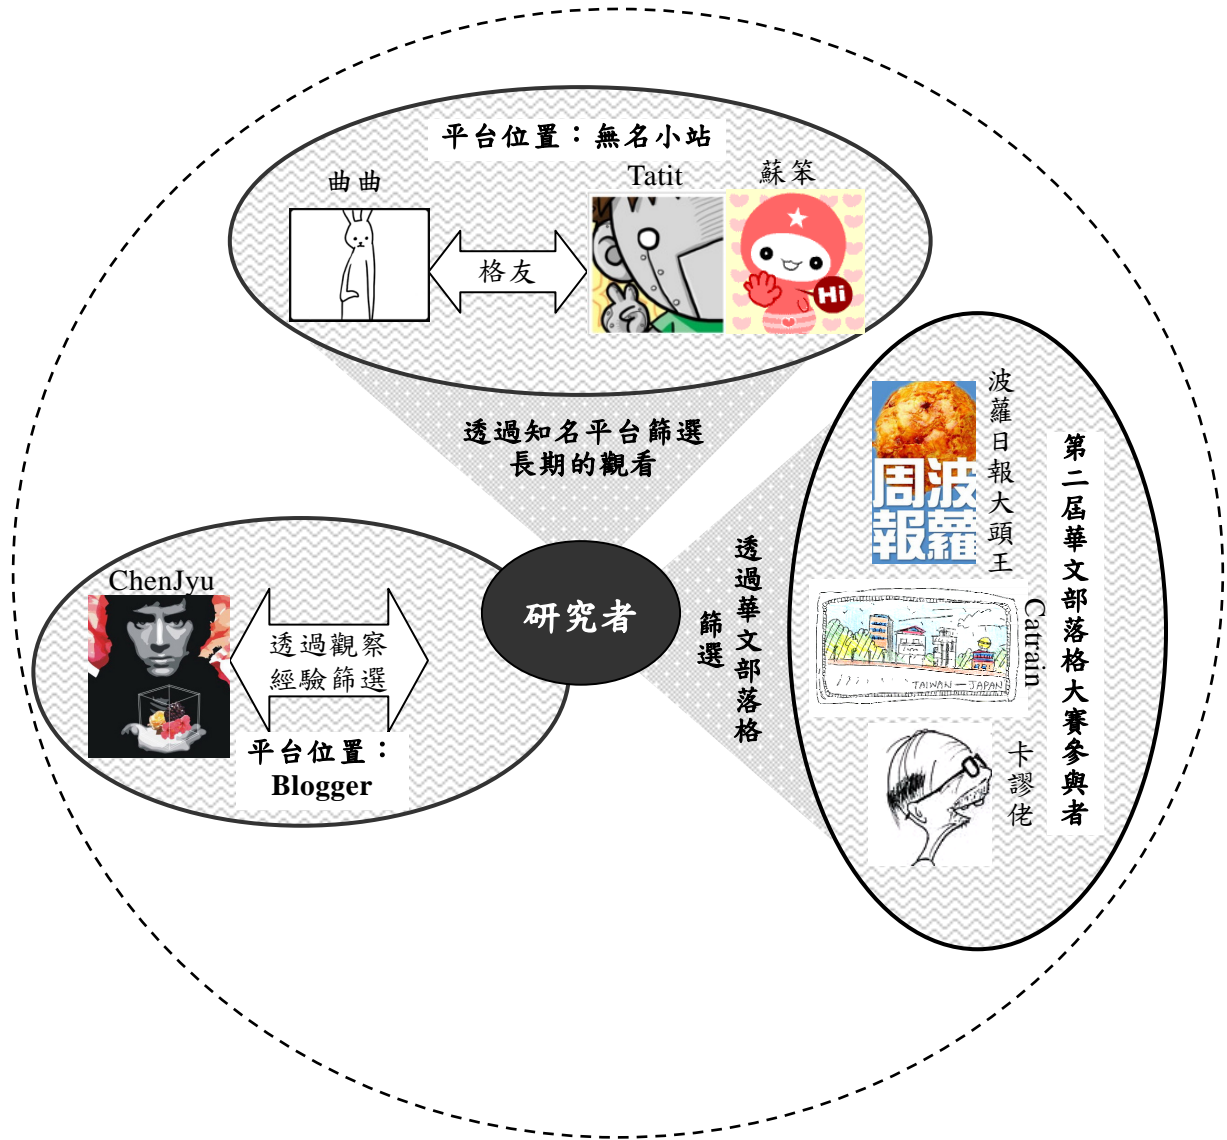 平台位置：無名小站
曲曲
Tatit
蘇笨
格友
Hi
透過知名平台篩選
長期的觀看
波蘿日報大頭王
周波
報蘿
第二屆華文部落格大賽參與者
Catrain
TAIWAN — JAPAN
卡謬佬
透過華文部落格
篩選
研究者
ChenJyu
透過觀察
經驗篩選
平台位置：
Blogger